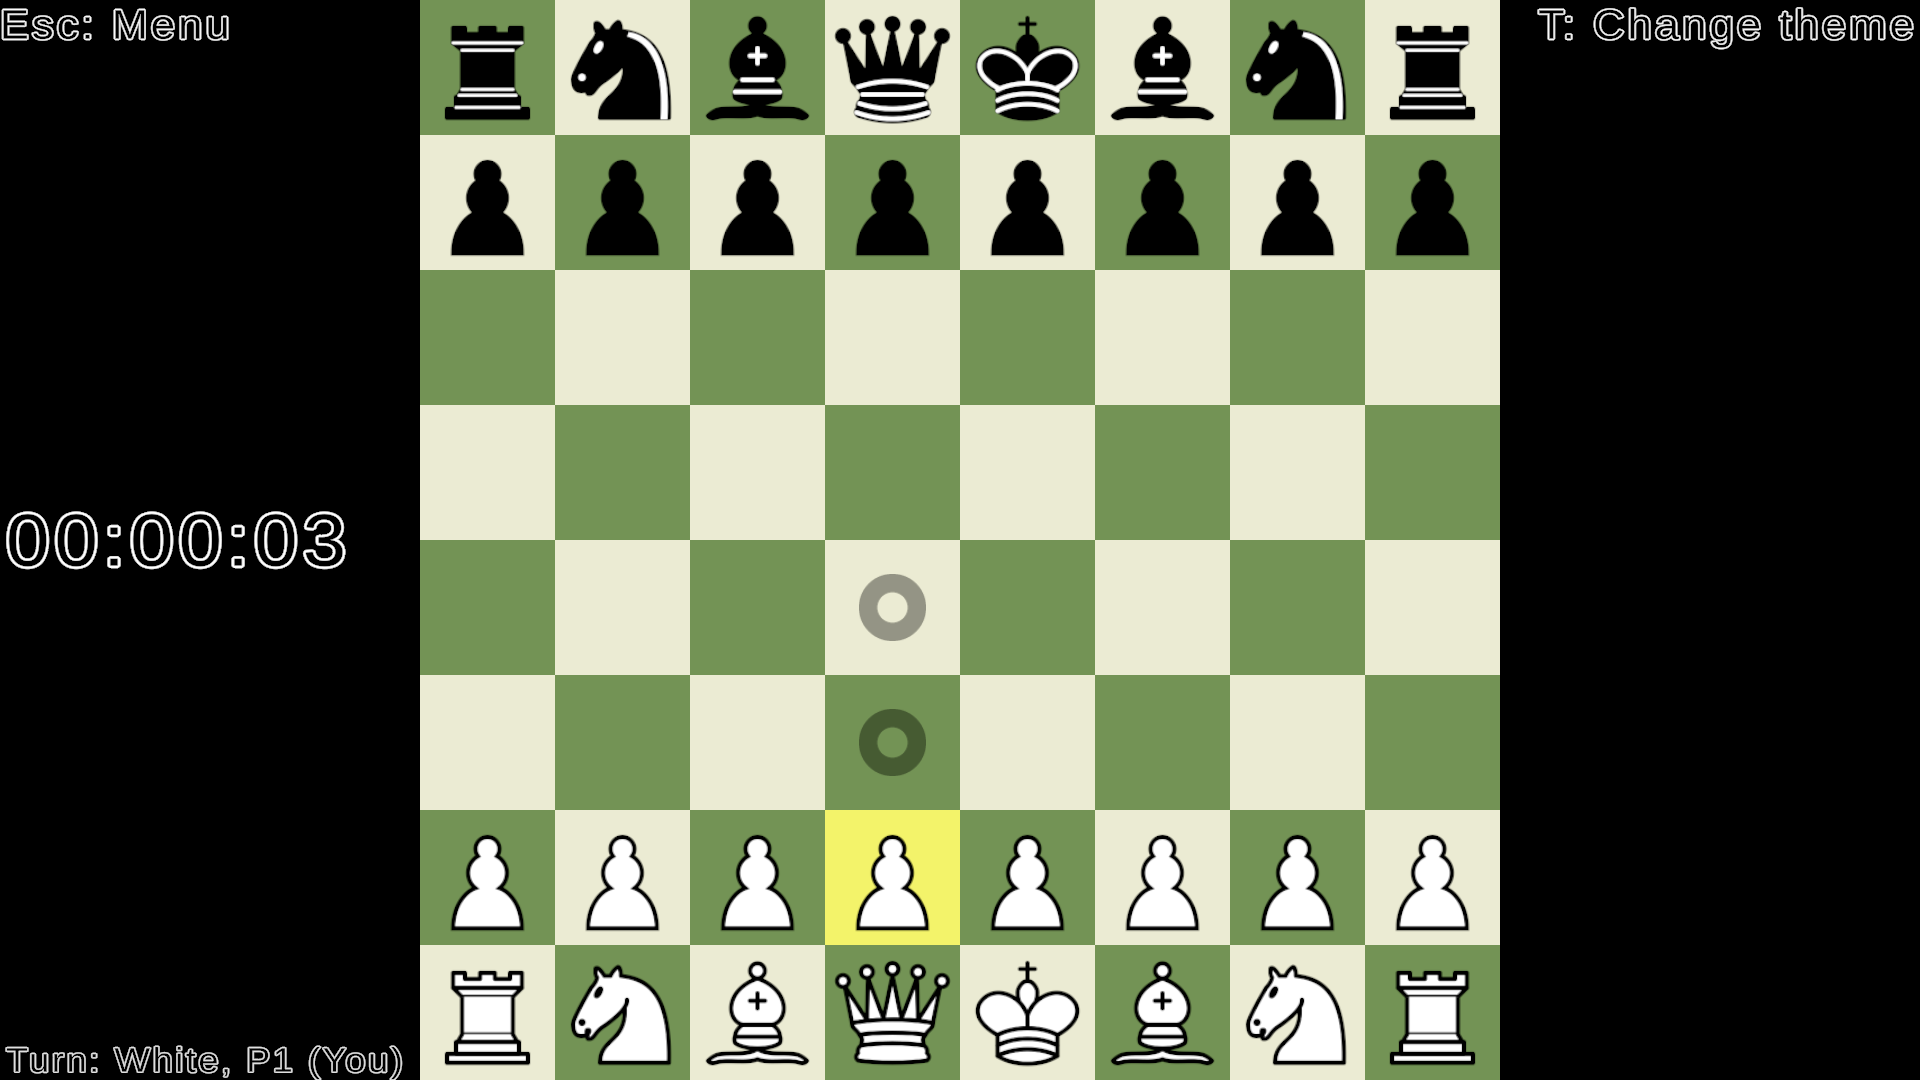 Esc: Menu
T: Change theme
00:00:03
Turn: White, P1 (You)